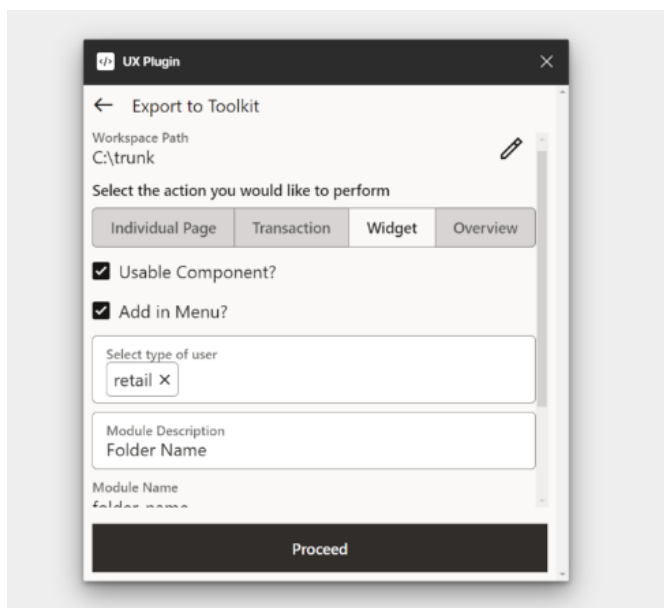 UX Plugin
Export to Toolkit
Workspace Path
C:\trunk
Select the action you would like to perform
Individual Page Transaction Widget Overview
Usable Component?
Add in Menu?
Select type of user
retail ×
Module Description
Folder Name
Module Name
folder_name
Proceed